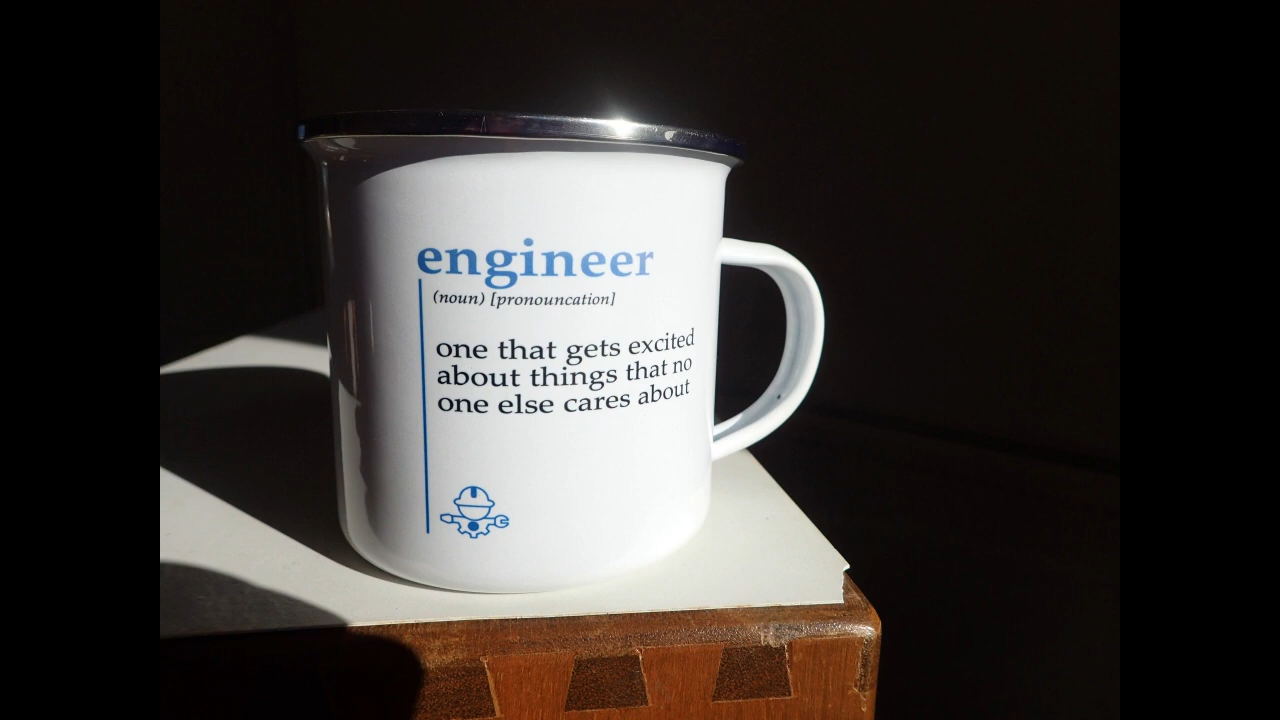 engineer
(noun) [pronouncation]
one that gets excited
about things that no
one else cares about